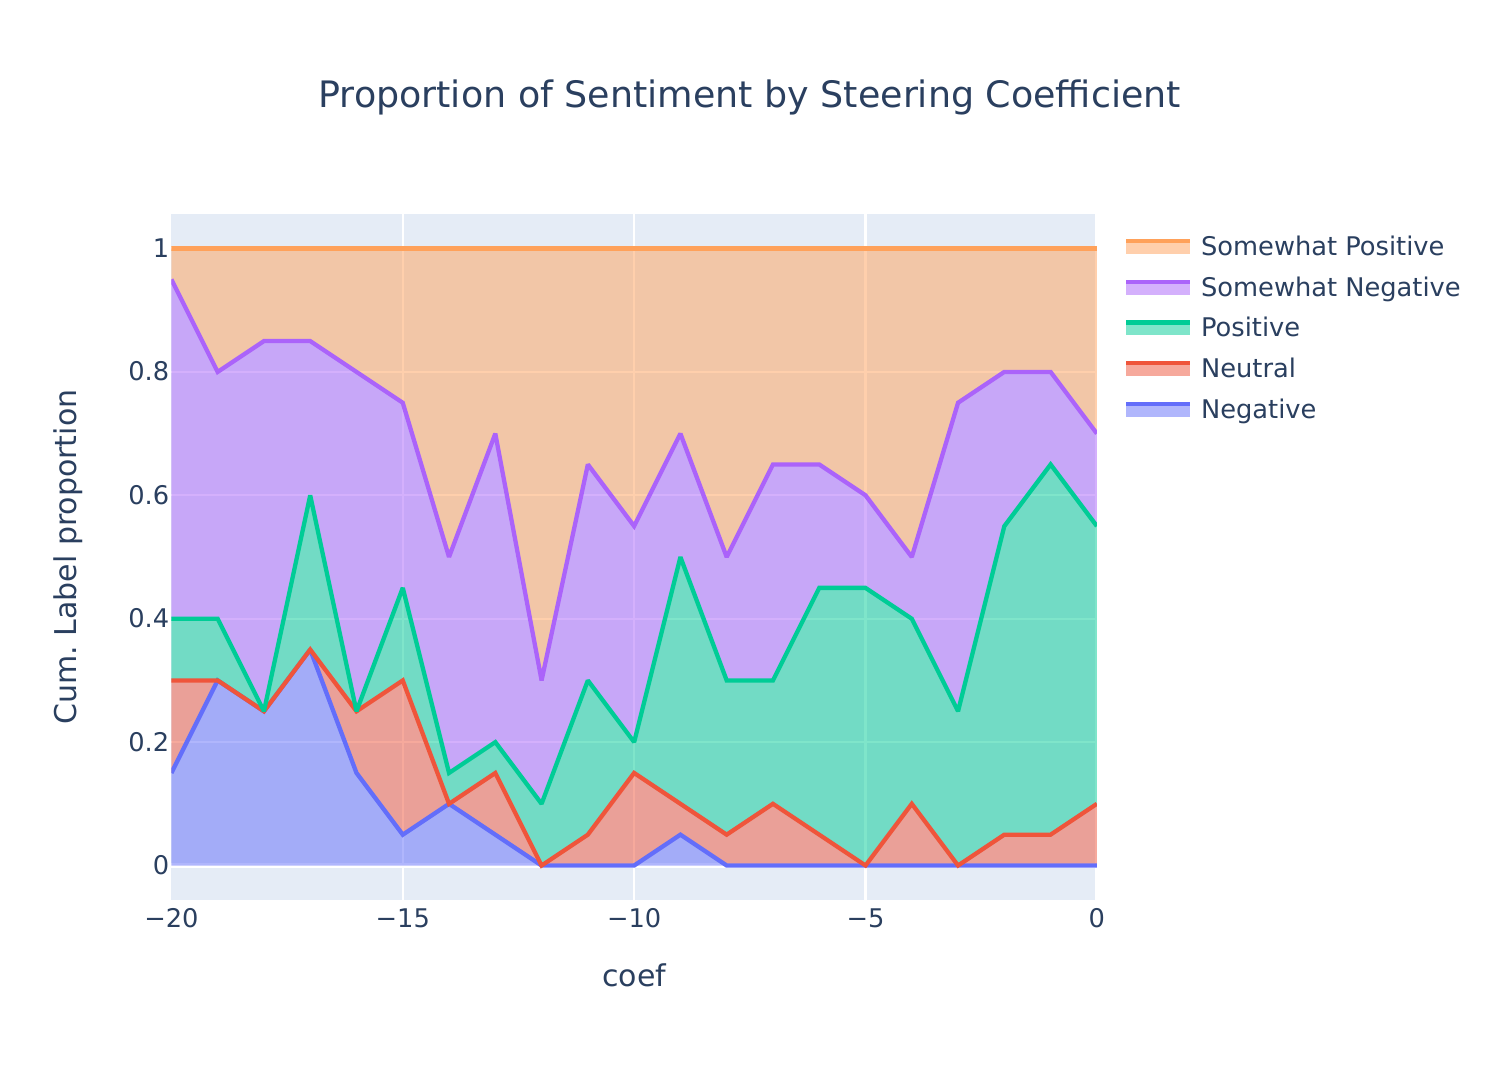 Proportion of Sentiment by Steering Coefficient
Cum. Label proportion
1
0.8
0.6
0.4
0.2
0
−20
−15
−10
−5
0
coef
Somewhat Positive
Somewhat Negative
Positive
Neutral
Negative